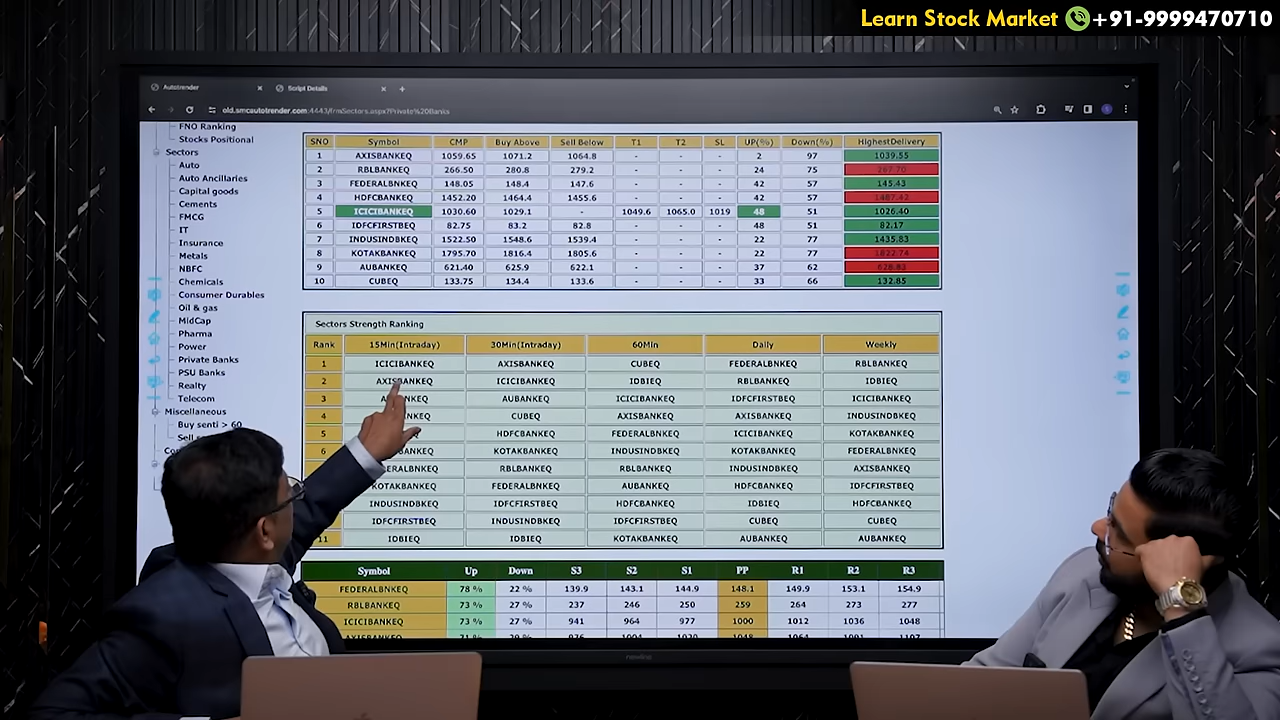 Learn Stock Market +91-9999470710
Autotrender
Script Details
old.smcautotrender.com:4443/frmSectors.aspx?Private%20Banks
FNO Ranking
Stocks Positional
Sectors
Auto
Auto Ancillaries
Capital goods
Cements
FMCG
IT
Insurance
Metals
NBFC
Chemicals
Consumer Durables
Oil & gas
MidCap
Pharma
Power
Private Banks
PSU Banks
Realty
Telecom
Miscellaneous
Buy senti > 60
SNO Symbol CMP Buy Above Sell Below T1 T2 SL UP(%) Down(%) HighestDelivery
1 AXISBANKEQ 1059.65 1071.2 1064.8 - - - 2 97 1039.55
2 RBLBANKEQ 266.50 280.8 279.2 - - - 24 75
3 FEDERALBNKEQ 148.05 148.4 147.6 - - - 42 57 145.43
4 HDFCBANKEQ 1452.20 1464.4 1455.6 - - - 42 57 1487.42
5 ICICIBANKEQ 1030.60 1029.1 - 1049.6 1065.0 1019 48 51 1026.40
6 IDFCFIRSTBEQ 82.75 83.2 82.8 - - - 48 51 82.17
7 INDUSINDBKEQ 1522.50 1548.6 1539.4 - - - 22 77 1435.83
8 KOTAKBANKEQ 1795.70 1816.4 1805.6 - - - 22 77 1822.74
9 AUBANKEQ 621.40 625.9 622.1 - - - 37 62 628.83
10 CUBEQ 133.75 134.4 133.6 - - - 33 66 132.85
Sectors Strength Ranking
Rank 15Min(Intraday) 30Min(Intraday) 60Min Daily Weekly
1 ICICIBANKEQ AXISBANKEQ CUBEQ FEDERALBNKEQ RBLBANKEQ
2 AXISBANKEQ ICICIBANKEQ IDBIEQ RBLBANKEQ IDBIEQ
3 AUBANKEQ ICICIBANKEQ IDFCFIRSTBEQ ICICIBANKEQ
4 CUBEQ AXISBANKEQ AXISBANKEQ INDUSINDBKEQ
5 HDFCBANKEQ FEDERALBNKEQ ICICIBANKEQ KOTAKBANKEQ
6 KOTAKBANKEQ INDUSINDBKEQ KOTAKBANKEQ FEDERALBNKEQ
RBLBANKEQ RBLBANKEQ INDUSINDBKEQ AXISBANKEQ
KOTAKBANKEQ FEDERALBNKEQ AUBANKEQ HDFCBANKEQ IDFCFIRSTBEQ
INDUSINDBKEQ IDFCFIRSTBEQ HDFCBANKEQ IDBIEQ HDFCBANKEQ
IDFCFIRSTBEQ INDUSINDBKEQ IDFCFIRSTBEQ CUBEQ CUBEQ
11 IDBIEQ IDBIEQ KOTAKBANKEQ AUBANKEQ AUBANKEQ
Symbol Up Down S3 S2 S1 PP R1 R2 R3
FEDERALBNKEQ 78 % 22 % 139.9 143.1 144.9 148.1 149.9 153.1 154.9
RBLBANKEQ 73 % 27 % 237 246 250 259 264 273 277
ICICIBANKEQ 73 % 27 % 941 964 977 1000 1012 1036 1048